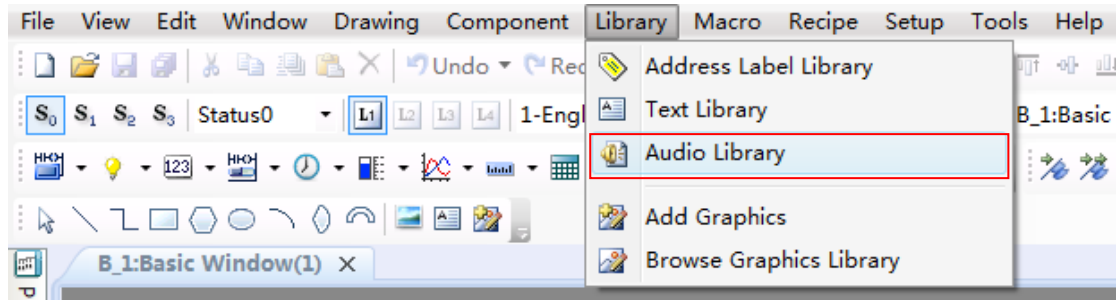 File View Edit Window Drawing Component Library Macro Recipe Setup Tools Help
Undo
Address Label Library
S0 S1 S2 S3 Status0 L1 L2 L3 L4 1-Engl
Text Library
B_1:Basic
Audio Library
123
Add Graphics
B_1:Basic Window(1)
Browse Graphics Library
P